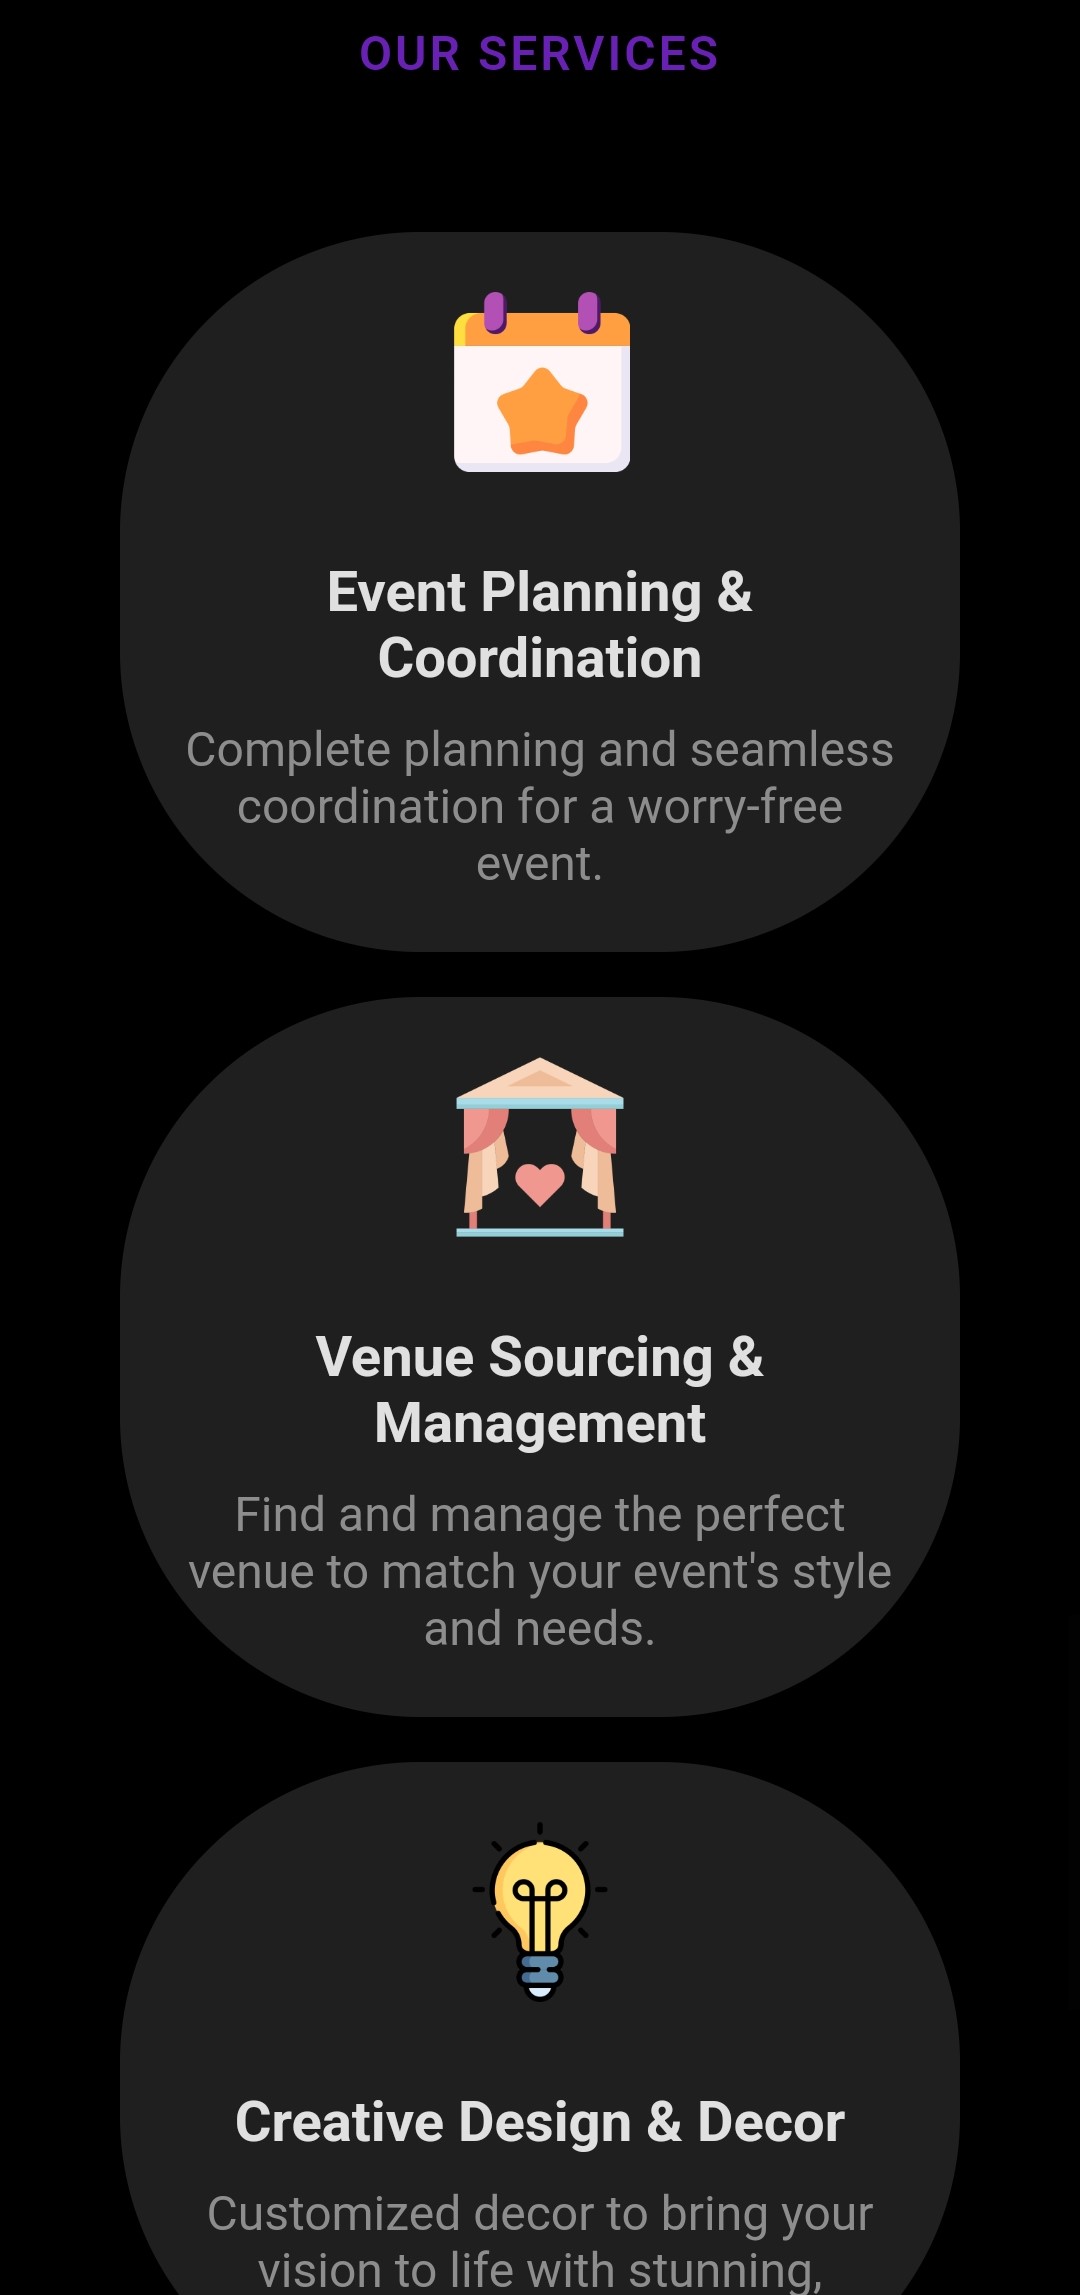 OUR SERVICES
Event Planning &
Coordination
Complete planning and seamless
coordination for a worry-free
event.
Venue Sourcing &
Management
Find and manage the perfect
venue to match your event's style
and needs.
Creative Design & Decor
Customized decor to bring your
vision to life with stunning,